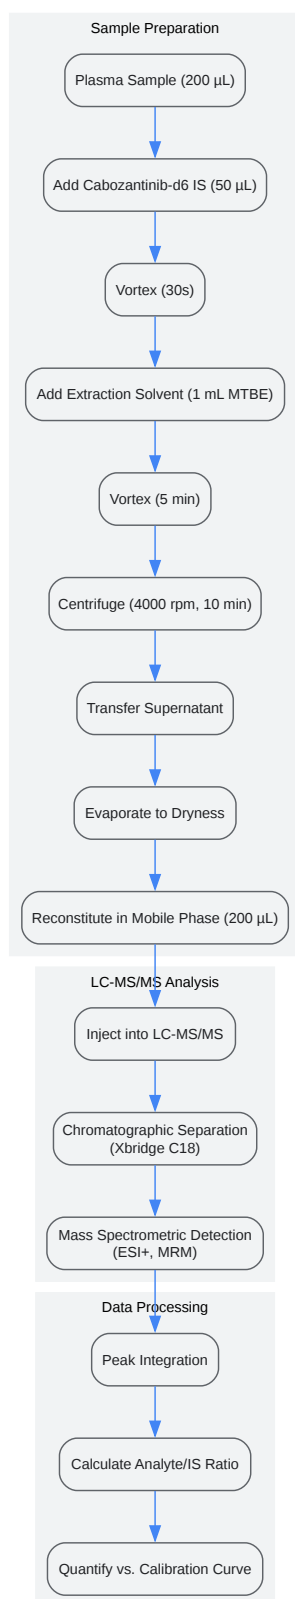 Sample Preparation
Plasma Sample (200 µL)
Add Cabozantinib-d6 IS (50 µL)
Vortex (30s)
Add Extraction Solvent (1 mL MTBE)
Vortex (5 min)
Centrifuge (4000 rpm, 10 min)
Transfer Supernatant
Evaporate to Dryness
Reconstitute in Mobile Phase (200 µL)
LC-MS/MS Analysis
Inject into LC-MS/MS
Chromatographic Separation
(Xbridge C18)
Mass Spectrometric Detection
(ESI+, MRM)
Data Processing
Peak Integration
Calculate Analyte/IS Ratio
Quantify vs. Calibration Curve